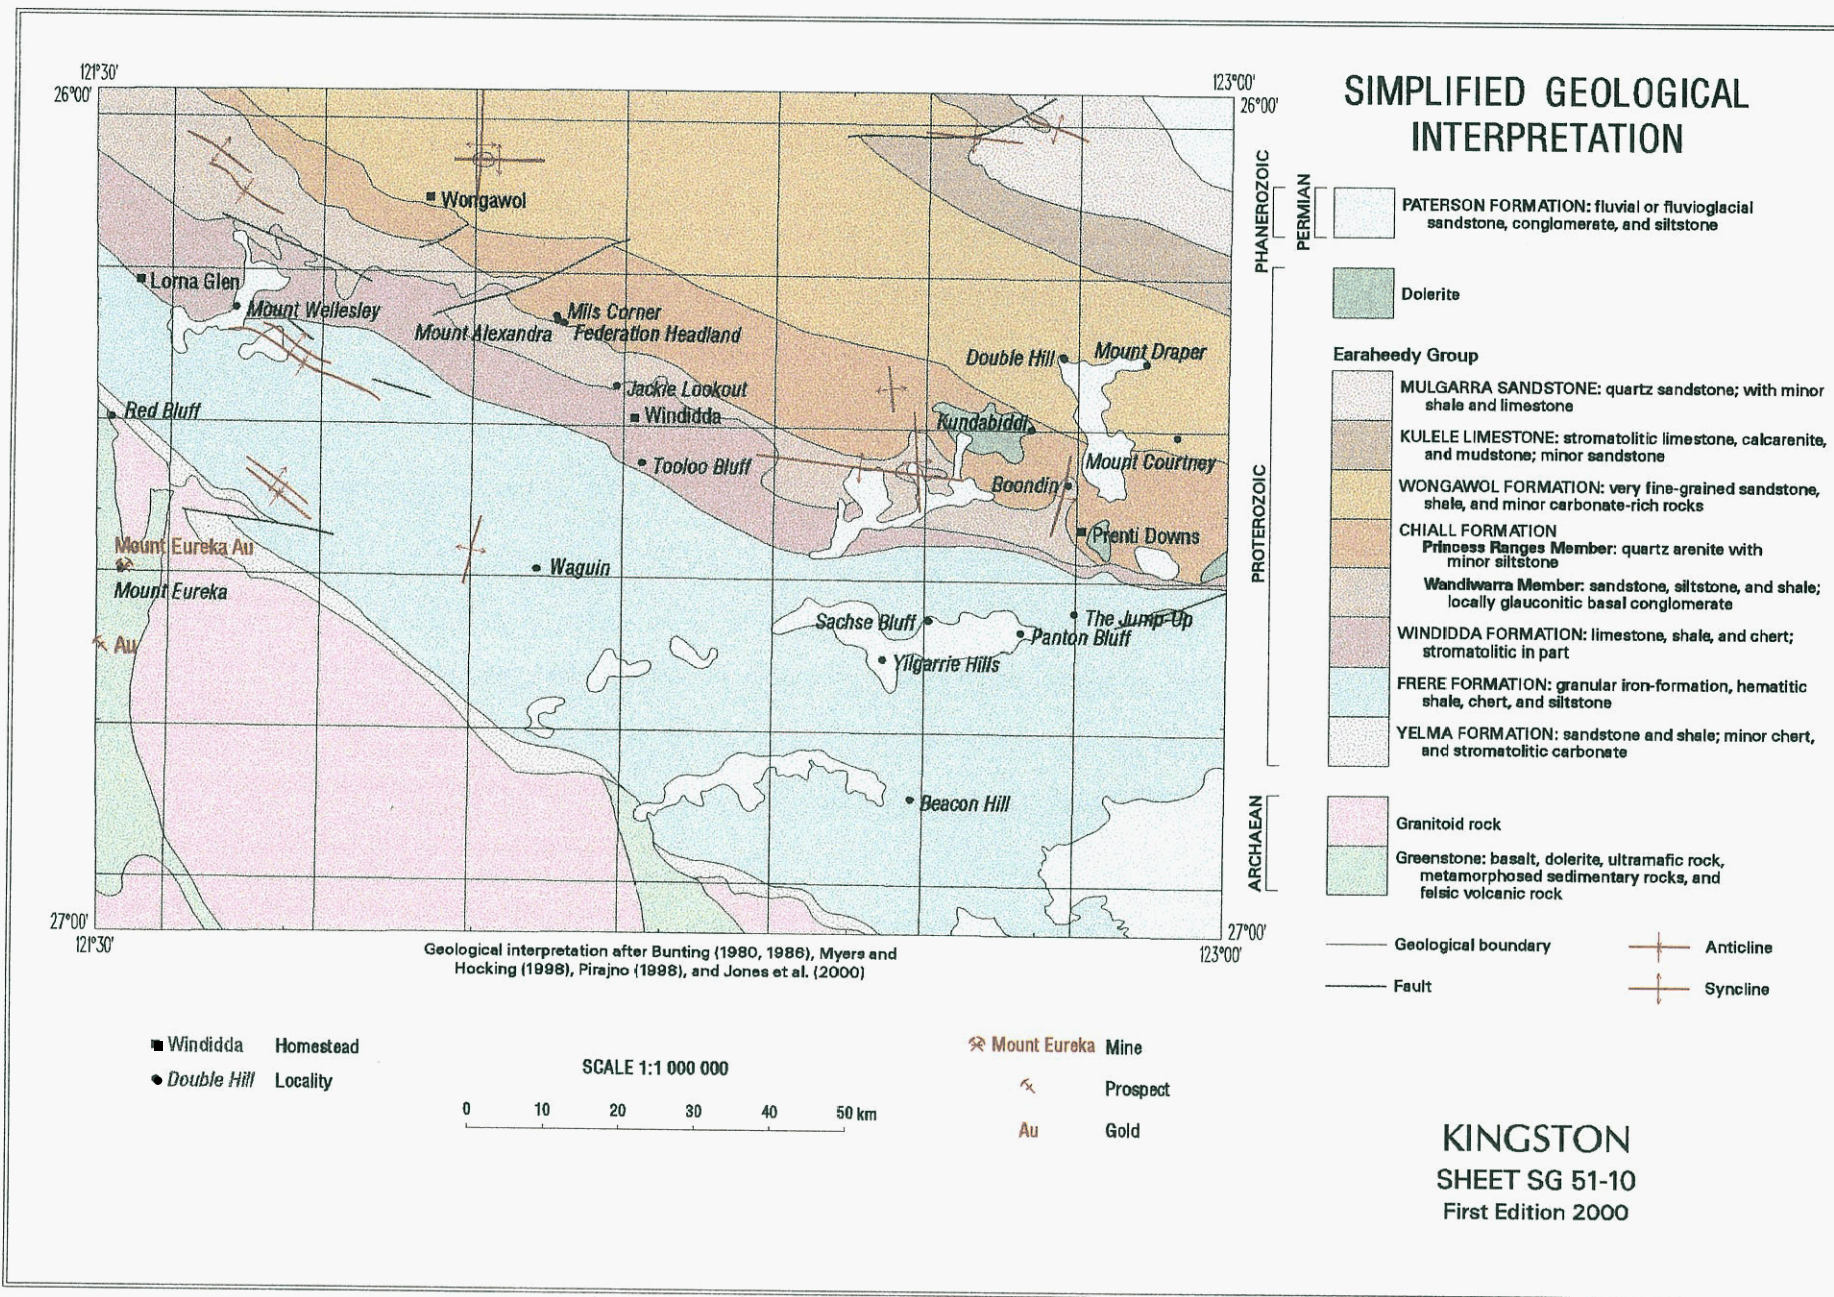 SIMPLIFIED GEOLOGICAL
INTERPRETATION
121°30'
26°00'
123°00'
26°00'
Wongawol
Lorna Glen
Mount Wellesley
Mils Corner
Mount Alexandra
Federation Headland
Double Hill
Mount Draper
Jackie Lookout
Red Bluff
Windidda
Kundabiddi
Tooloo Bluff
Mount Courtney
Boondin
Prenti Downs
Mount Eureka Au
Mount Eureka
Waguin
Au
Sachse Bluff
The Jump-Up
Panton Bluff
Yilgarrie Hills
Beacon Hill
27°00'
121°30'
27°00'
123°00'
Geological interpretation after Bunting (1980, 1986), Myers and
Hocking (1998), Pirajno (1998), and Jones et al. (2000)
PHANEROZOIC
PERMIAN
PROTEROZOIC
ARCHAEAN
PATERSON FORMATION: fluvial or fluvioglacial
sandstone, conglomerate, and siltstone
Dolerite
Earaheedy Group
MULGARRA SANDSTONE: quartz sandstone; with minor
shale and limestone
KULELE LIMESTONE: stromatolitic limestone, calcarenite,
and mudstone; minor sandstone
WONGAWOL FORMATION: very fine-grained sandstone,
shale, and minor carbonate-rich rocks
CHIALL FORMATION
Princess Ranges Member: quartz arenite with
minor siltstone
Wandiwarra Member: sandstone, siltstone, and shale;
locally glauconitic basal conglomerate
WINDIDDA FORMATION: limestone, shale, and chert;
stromatolitic in part
FRERE FORMATION: granular iron-formation, hematitic
shale, chert, and siltstone
YELMA FORMATION: sandstone and shale; minor chert,
and stromatolitic carbonate
Granitoid rock
Greenstone: basalt, dolerite, ultramafic rock,
metamorphosed sedimentary rocks, and
felsic volcanic rock
Geological boundary
Anticline
Fault
Syncline
Windidda Homestead
Double Hill Locality
SCALE 1:1 000 000
0 10 20 30 40 50 km
Mount Eureka Mine
Prospect
Au Gold
KINGSTON
SHEET SG 51-10
First Edition 2000